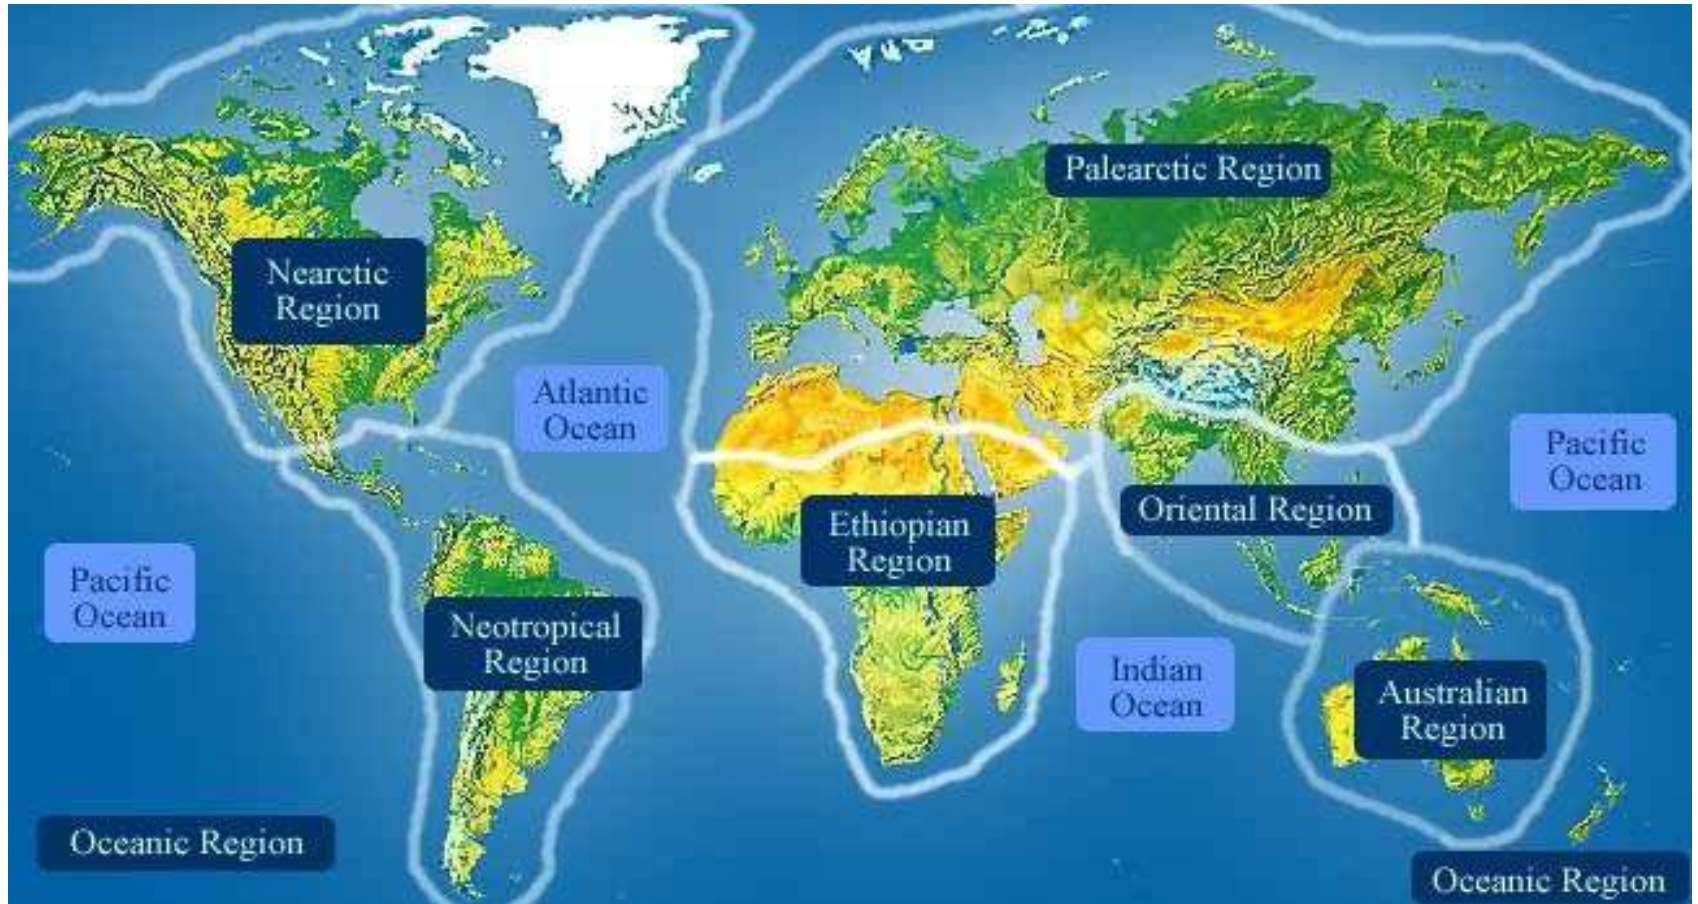 Palearctic Region
Nearctic
Region
Atlantic
Ocean
Pacific
Ocean
Ethiopian
Region
Oriental Region
Pacific
Ocean
Neotropical
Region
Indian
Ocean
Australian
Region
Oceanic Region
Oceanic Region